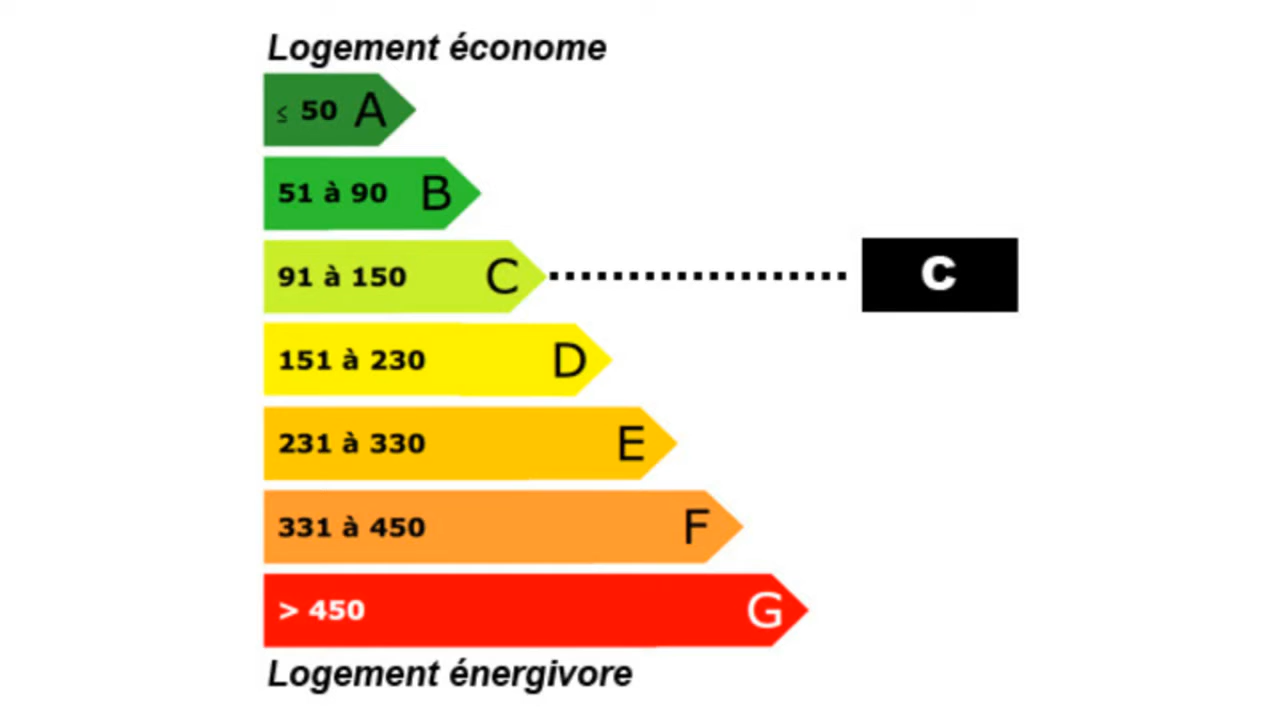 Logement économe
≤ 50 A
51 à 90 B
91 à 150 C
C
151 à 230 D
231 à 330 E
331 à 450 F
> 450 G
Logement énergivore